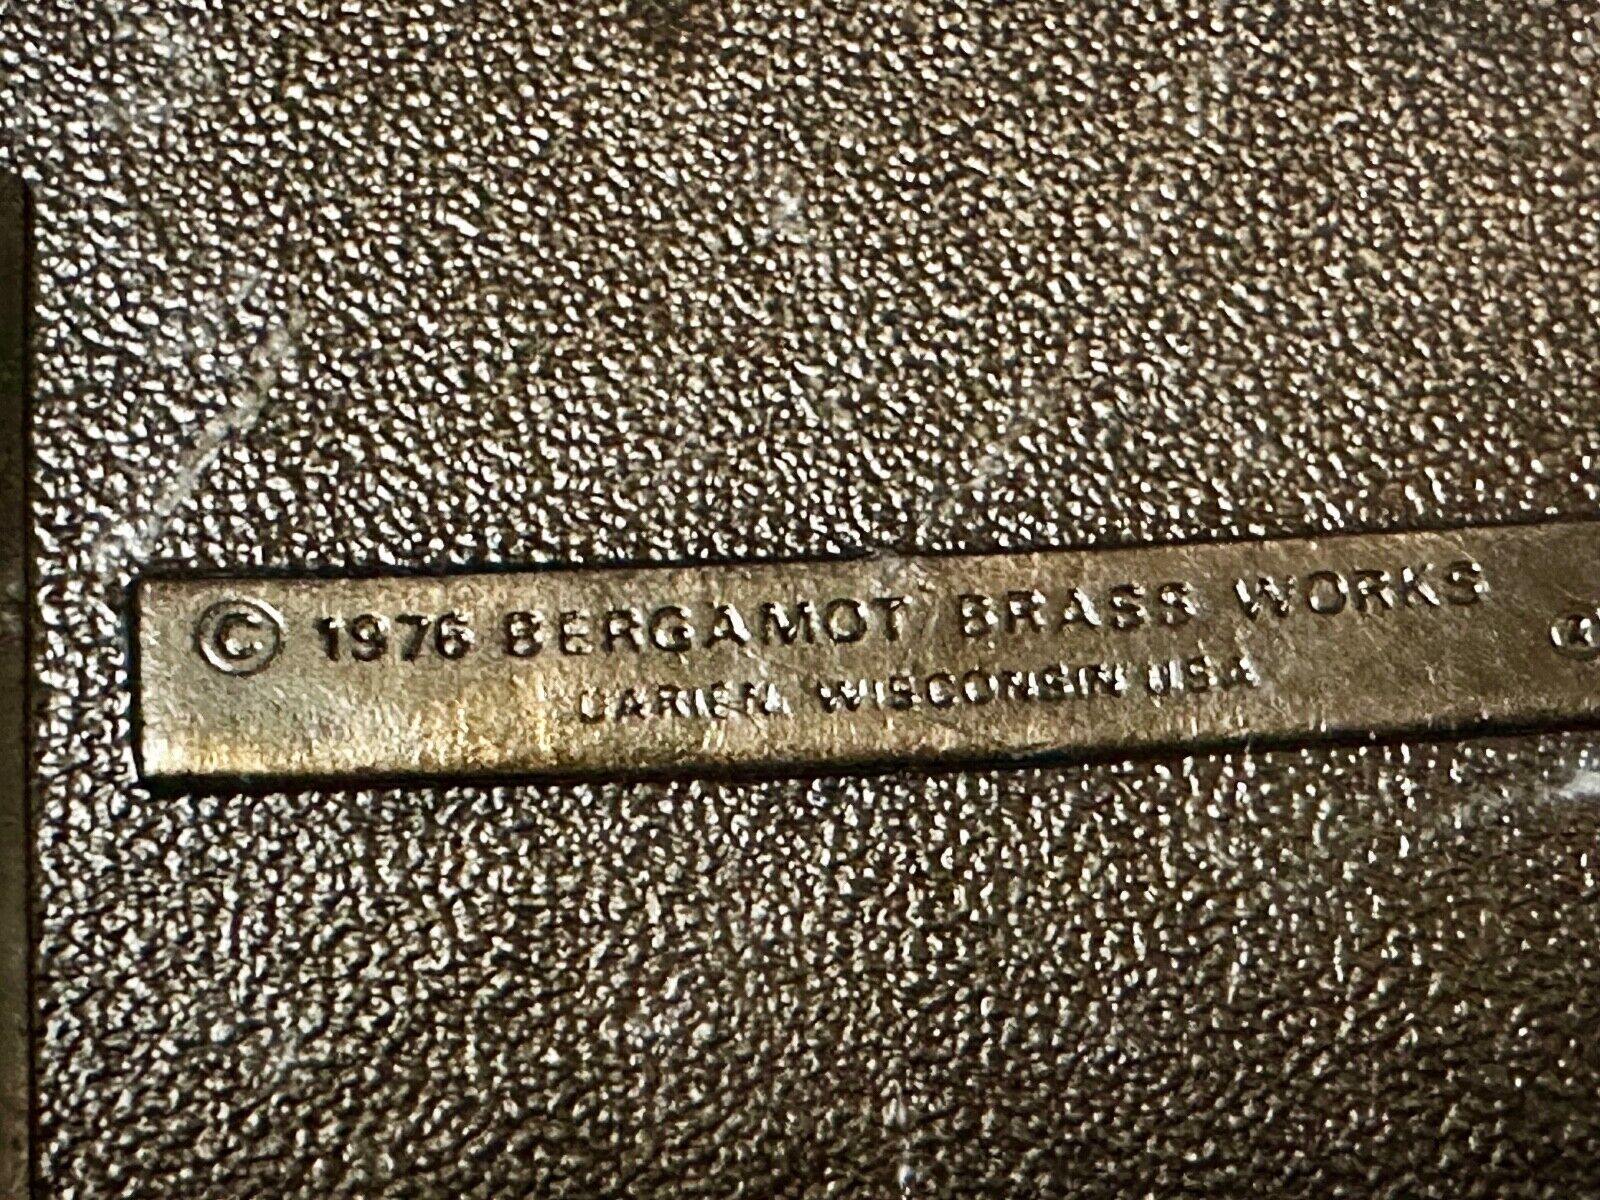 © 1976 BERGAMOT BRASS WORKS
DARIEN, WISCONSIN USA